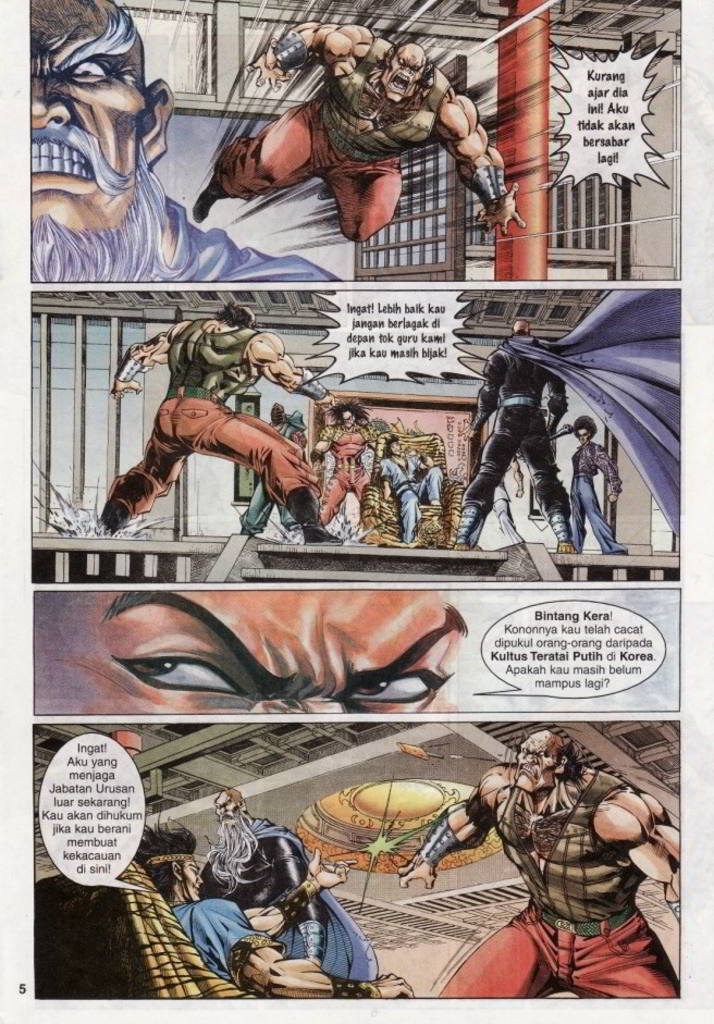 Kurang
ajar dia
ini! Aku
tidak akan
bersabar
lagi!
Ingat! Lebih baik kau
jangan berlagak di
depan tok guru kami
jika kau masih bijak!
Bintang Kera!
Kononnya kau telah cacat
dipukul orang-orang daripada
Kultus Teratai Putih di Korea.
Apakah kau masih belum
mampus lagi?
Ingat!
Aku yang
menjaga
Jabatan Urusan
luar sekarang!
Kau akan dihukum
jika kau berani
membuat
kekacauan
di sini!
5